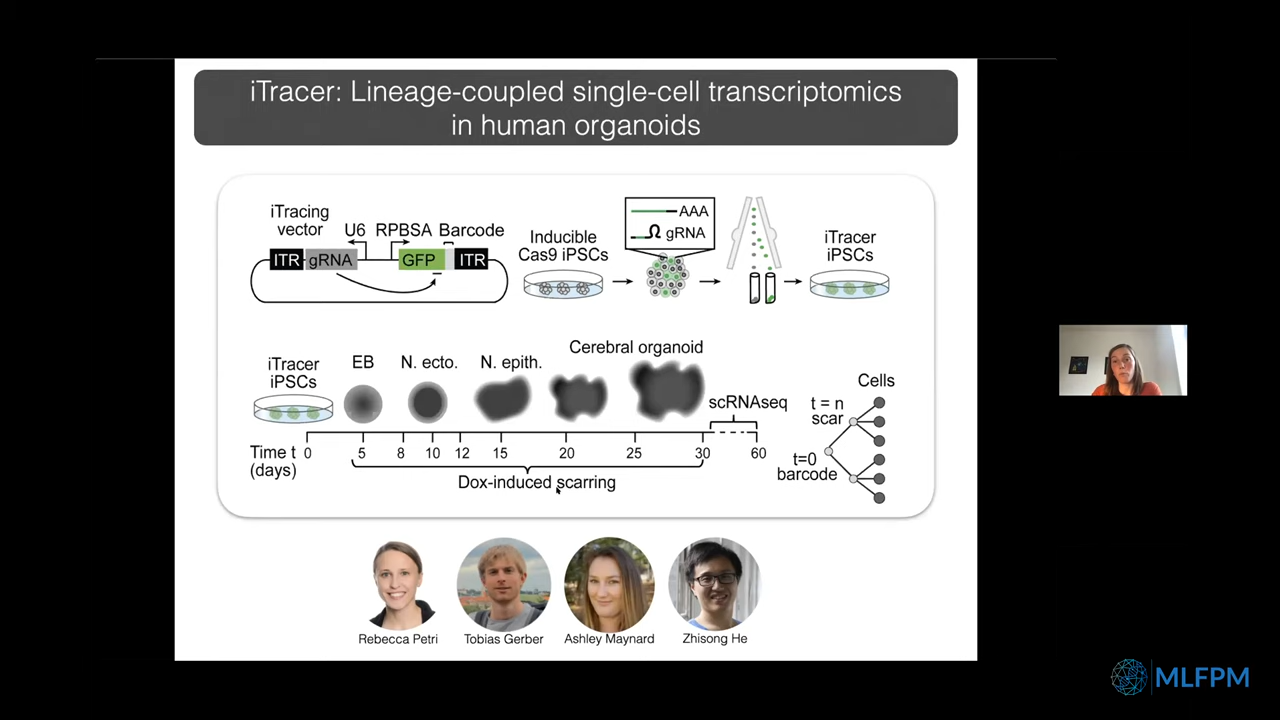 iTracer: Lineage-coupled single-cell transcriptomics
in human organoids
iTracing
vector
U6
RPBSA
Barcode
ITR
gRNA
GFP
ITR
Inducible
Cas9 iPSCs
AAA
gRNA
iTracer
iPSCs
iTracer
iPSCs
EB
N. ecto.
N. epith.
Cerebral organoid
scRNAseq
Time t
(days)
0
5
8
10
12
15
20
25
30
60
Dox-induced scarring
Cells
t = n
scar
t=0
barcode
Rebecca Petri
Tobias Gerber
Ashley Maynard
Zhisong He
MLFPM